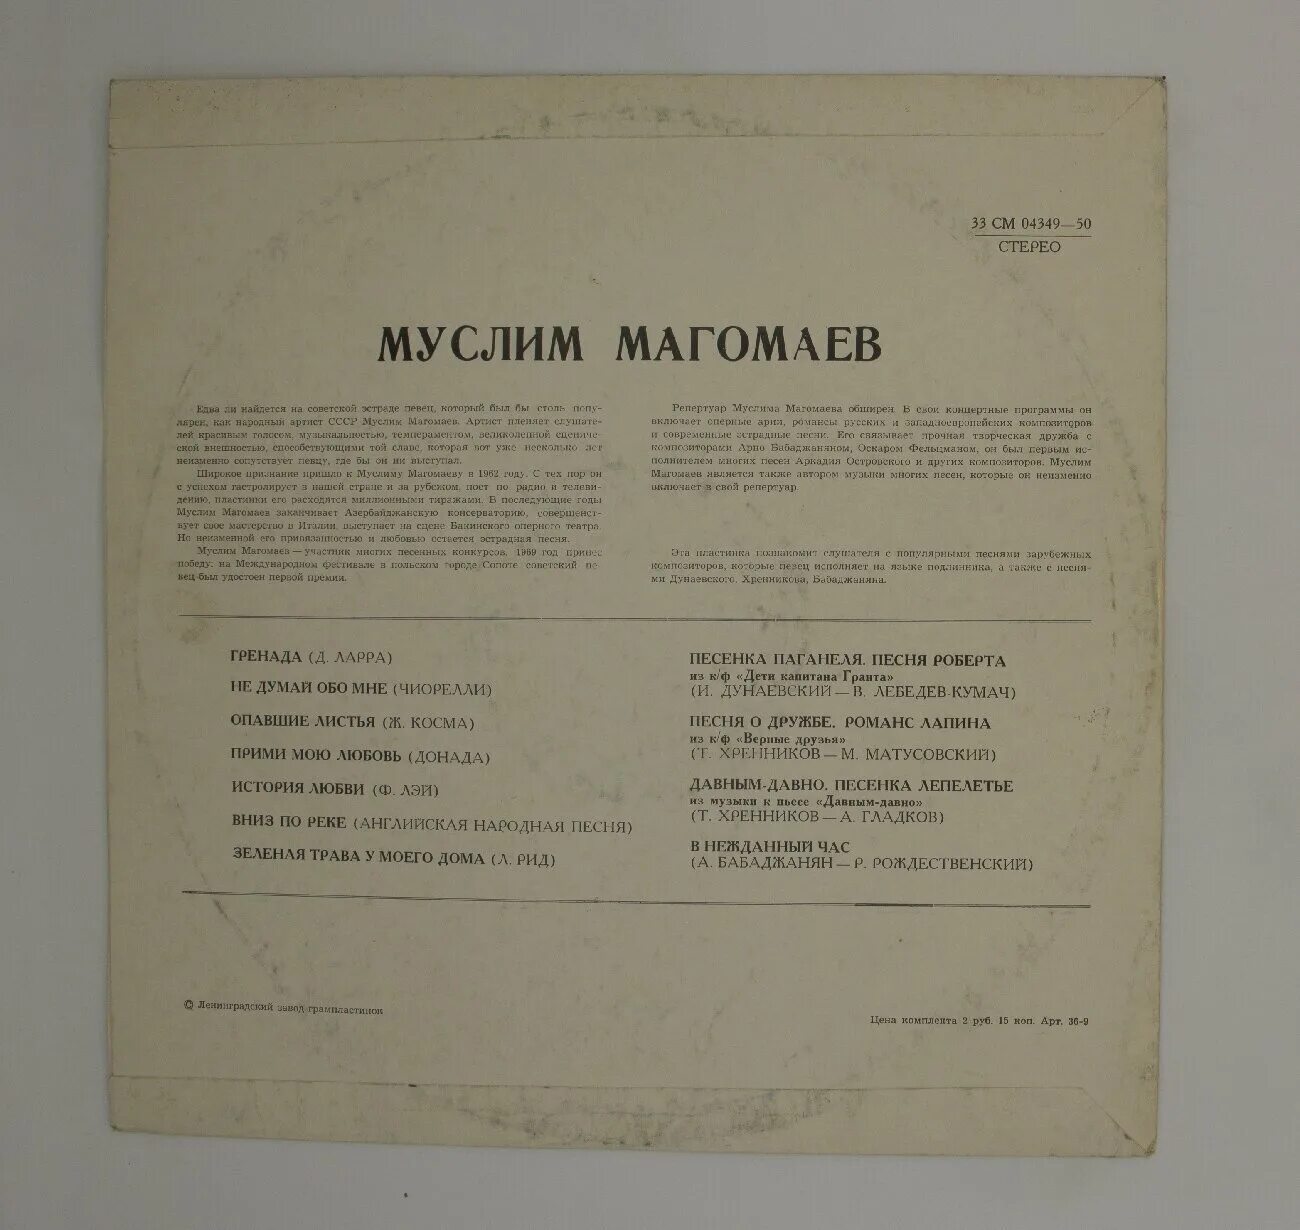 33 СМ 04349—50
СТЕРЕО
МУСЛИМ МАГОМАЕВ
Едва ли найдется на советской эстраде певец, который был бы столь попу-
лярен, как народный артист СССР Муслим Магомаев. Артист пленяет слушате-
лей красивым голосом, музыкальностью, темпераментом, великолепной сцениче-
ской внешностью, способствующими той славе, которая вот уже несколько лет
неизменно сопутствует певцу, где бы он ни выступал.
Широкое признание пришло к Муслиму Магомаеву в 1962 году. С тех пор он
с успехом гастролирует в нашей стране и за рубежом, поет по радио и телеви-
дению, пластинки его расходятся миллионными тиражами. В последующие годы
Муслим Магомаев заканчивает Азербайджанскую консерваторию, совершенст-
вует свое мастерство в Италии, выступает на сцене Бакинского оперного театра.
Но неизменной его привязанностью и любовью остается эстрадная песня.
Муслим Магомаев — участник многих песенных конкурсов. 1969 год принес
победу: на Международном фестивале в польском городе Сопоте советский пе-
вец был удостоен первой премии.
Репертуар Муслима Магомаева обширен. В свои концертные программы он
включает оперные арии, романсы русских и западноевропейских композиторов
и современные эстрадные песни. Его связывает прочная творческая дружба с
композиторами Арно Бабаджаняном, Оскаром Фельцманом, он был первым ис-
полнителем многих песен Аркадия Островского и других композиторов. Муслим
Магомаев является также автором музыки многих песен, которые он неизменно
включает в свой репертуар.
Эта пластинка познакомит слушателя с популярными песнями зарубежных
композиторов, которые певец исполняет на языке подлинника, а также с песня-
ми Дунаевского, Хренникова, Бабаджаняна.
ГРЕНАДА (Д. ЛАРРА)
НЕ ДУМАЙ ОБО МНЕ (ЧИОРЕЛЛИ)
ОПАВШИЕ ЛИСТЬЯ (Ж. КОСМА)
ПРИМИ МОЮ ЛЮБОВЬ (ДОНАДА)
ИСТОРИЯ ЛЮБВИ (Ф. ЛЭЙ)
ВНИЗ ПО РЕКЕ (АНГЛИЙСКАЯ НАРОДНАЯ ПЕСНЯ)
ЗЕЛЕНАЯ ТРАВА У МОЕГО ДОМА (Л. РИД)
ПЕСЕНКА ПАГАНЕЛЯ. ПЕСНЯ РОБЕРТА
из к/ф «Дети капитана Гранта»
(И. ДУНАЕВСКИЙ — В. ЛЕБЕДЕВ-КУМАЧ)
ПЕСНЯ О ДРУЖБЕ. РОМАНС ЛАПИНА
из к/ф «Верные друзья»
(Т. ХРЕННИКОВ — М. МАТУСОВСКИЙ)
ДАВНЫМ-ДАВНО. ПЕСЕНКА ЛЕПЕЛЕТЬЕ
из музыки к пьесе «Давным-давно»
(Т. ХРЕННИКОВ — А. ГЛАДКОВ)
В НЕЖДАННЫЙ ЧАС
(А. БАБАДЖАНЯН — Р. РОЖДЕСТВЕНСКИЙ)
© Ленинградский завод грампластинок
Цена комплекта 2 руб. 15 коп. Арт. 36-9